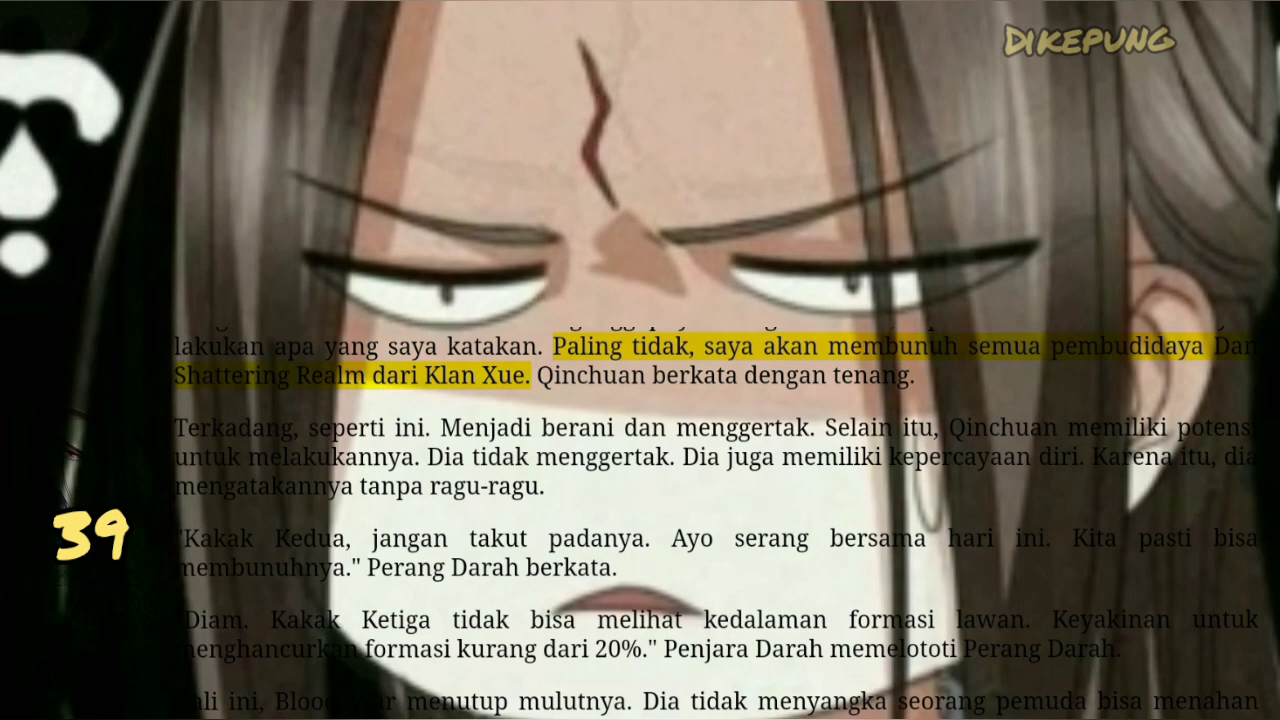 DIKEPUNG
lakukan apa yang saya katakan. Paling tidak, saya akan membunuh semua pembudidaya Dan
Shattering Realm dari Klan Xue. Qinchuan berkata dengan tenang.
Terkadang, seperti ini. Menjadi berani dan menggertak. Selain itu, Qinchuan memiliki potensi
untuk melakukannya. Dia tidak menggertak. Dia juga memiliki kepercayaan diri. Karena itu, dia
mengatakannya tanpa ragu-ragu.
39
"Kakak Kedua, jangan takut padanya. Ayo serang bersama hari ini. Kita pasti bisa
membunuhnya." Perang Darah berkata.
"Diam. Kakak Ketiga tidak bisa melihat kedalaman formasi lawan. Keyakinan untuk
menghancurkan formasi kurang dari 20%." Penjara Darah memelototi Perang Darah.
Kali ini, Blood War menutup mulutnya. Dia tidak menyangka seorang pemuda bisa menahan